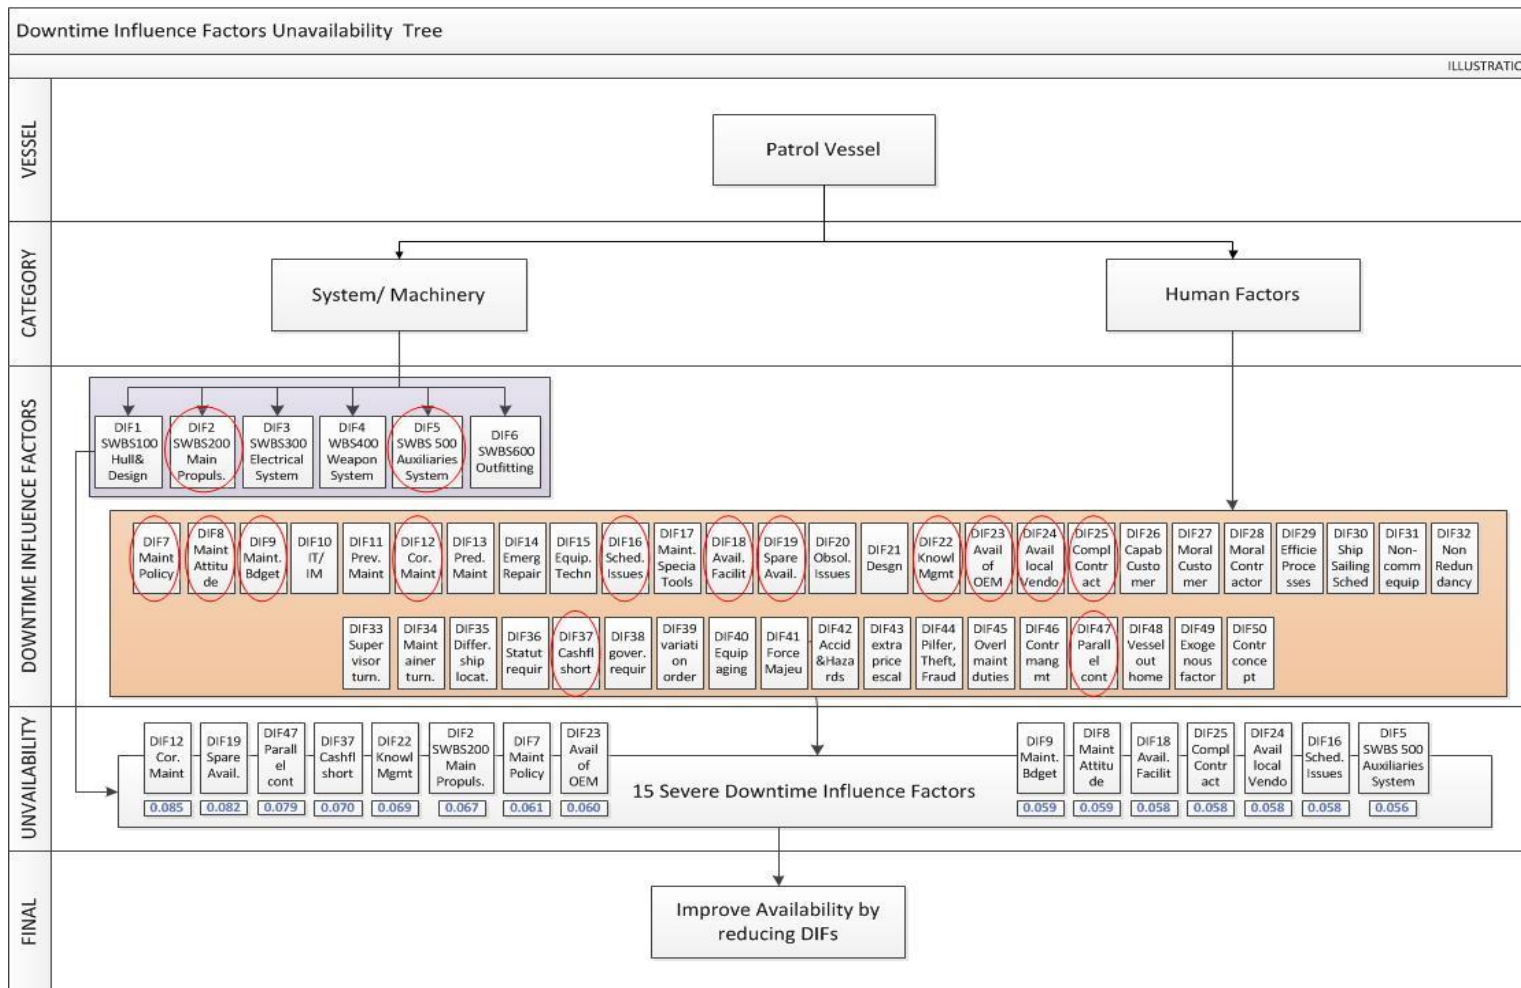 Downtime Influence Factors Unavailability Tree
ILLUSTRATIO
VESSEL
Patrol Vessel
CATEGORY
System/ Machinery
Human Factors
DOWNTIME INFLUENCE FACTORS
DIF1
SWBS100
Hull&
Design
DIF2
SWBS200
Main
Propuls.
DIF3
SWBS300
Electrical
System
DIF4
WBS400
Weapon
System
DIF5
SWBS 500
Auxiliaries
System
DIF6
SWBS600
Outfitting
DIF7
Maint
Policy
DIF8
Maint
Attitu
de
DIF9
Maint.
Bdget
DIF10
IT/
IM
DIF11
Prev.
Maint
DIF12
Cor.
Maint
DIF13
Pred.
Maint
DIF14
Emerg
Repair
DIF15
Equip.
Techn
DIF16
Sched.
Issues
DIF17
Maint.
Specia
Tools
DIF18
Avail.
Facilit
DIF19
Spare
Avail.
DIF20
Obsol.
Issues
DIF21
Desgn
DIF22
Knowl
Mgmt
DIF23
Avail
of
OEM
DIF24
Avail
local
Vendo
DIF25
Compl
Contr
act
DIF26
Capab
Custo
mer
DIF27
Moral
Custo
mer
DIF28
Moral
Contr
actor
DIF29
Efficie
Proce
sses
DIF30
Ship
Sailing
Sched
DIF31
Non-
comm
equip
DIF32
Non
Redun
dancy
DIF33
Super
visor
turn.
DIF34
Maint
ainer
turn.
DIF35
Differ.
ship
locat.
DIF36
Statut
requir
DIF37
Cashfl
short
DIF38
gover.
requir
DIF39
variati
on
order
DIF40
Equip
aging
DIF41
Force
Majeu
DIF42
Accid
&Haza
rds
DIF43
extra
price
escal
DIF44
Pilfer,
Theft,
Fraud
DIF45
Overl
maint
duties
DIF46
Contr
mang
mt
DIF47
Parall
el
cont
DIF48
Vessel
out
home
DIF49
Exoge
nous
factor
DIF50
Contr
conce
pt
UNVAILABILITY
DIF12
Cor.
Maint
0.085
DIF19
Spare
Avail.
0.082
DIF47
Parall
el
cont
0.079
DIF37
Cashfl
short
0.070
DIF22
Knowl
Mgmt
0.069
DIF2
SWBS200
Main
Propuls.
0.067
DIF7
Maint
Policy
0.061
DIF23
Avail
of
OEM
0.060
15 Severe Downtime Influence Factors
DIF9
Maint.
Bdget
0.059
DIF8
Maint
Attitu
de
0.059
DIF18
Avail.
Facilit
0.058
DIF25
Compl
Contr
act
0.058
DIF24
Avail
local
Vendo
0.058
DIF16
Sched.
Issues
0.058
DIF5
SWBS 500
Auxiliaries
System
0.056
FINAL
Improve Availability by
reducing DIFs